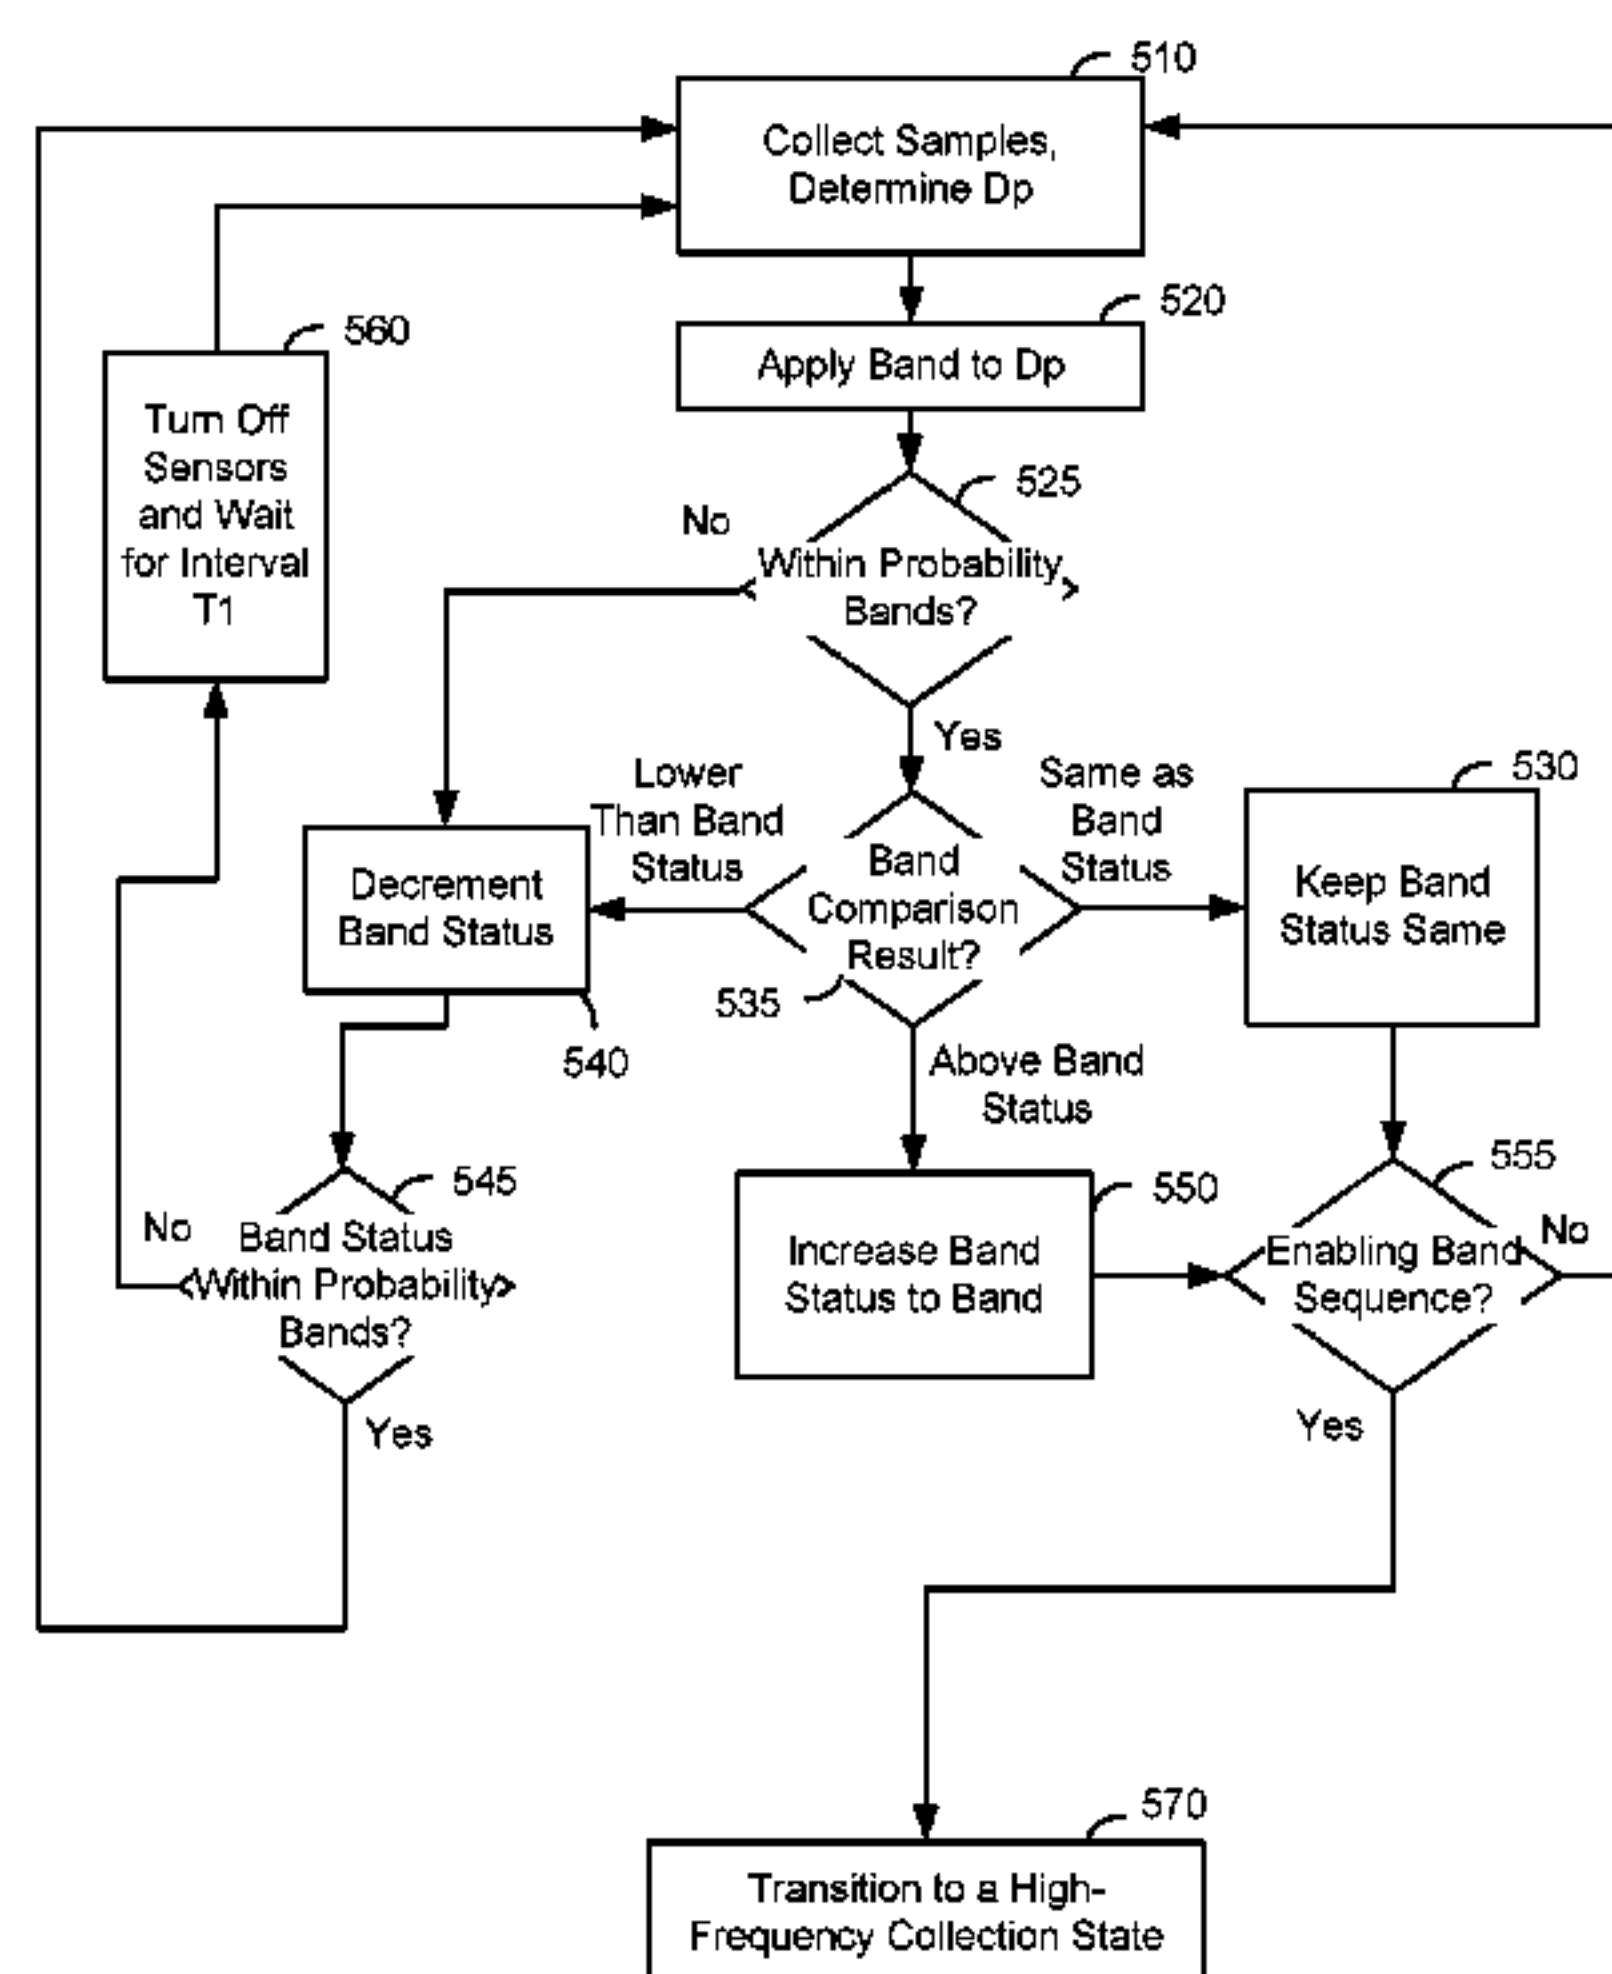 510
Collect Samples,
Determine Dp
520
Apply Band to Dp
560
Turn Off
Sensors
and Wait
for Interval
T1
525
No
Within Probability
Bands?
Yes
Lower
Than Band
Status
Same as
Band
Status
530
Decrement
Band Status
Band
Comparison
Result?
Keep Band
Status Same
535
540
Above Band
Status
545
No
Band Status
Within Probability
Bands?
Yes
550
Increase Band
Status to Band
555
No
Enabling Band
Sequence?
Yes
570
Transition to a High-
Frequency Collection State